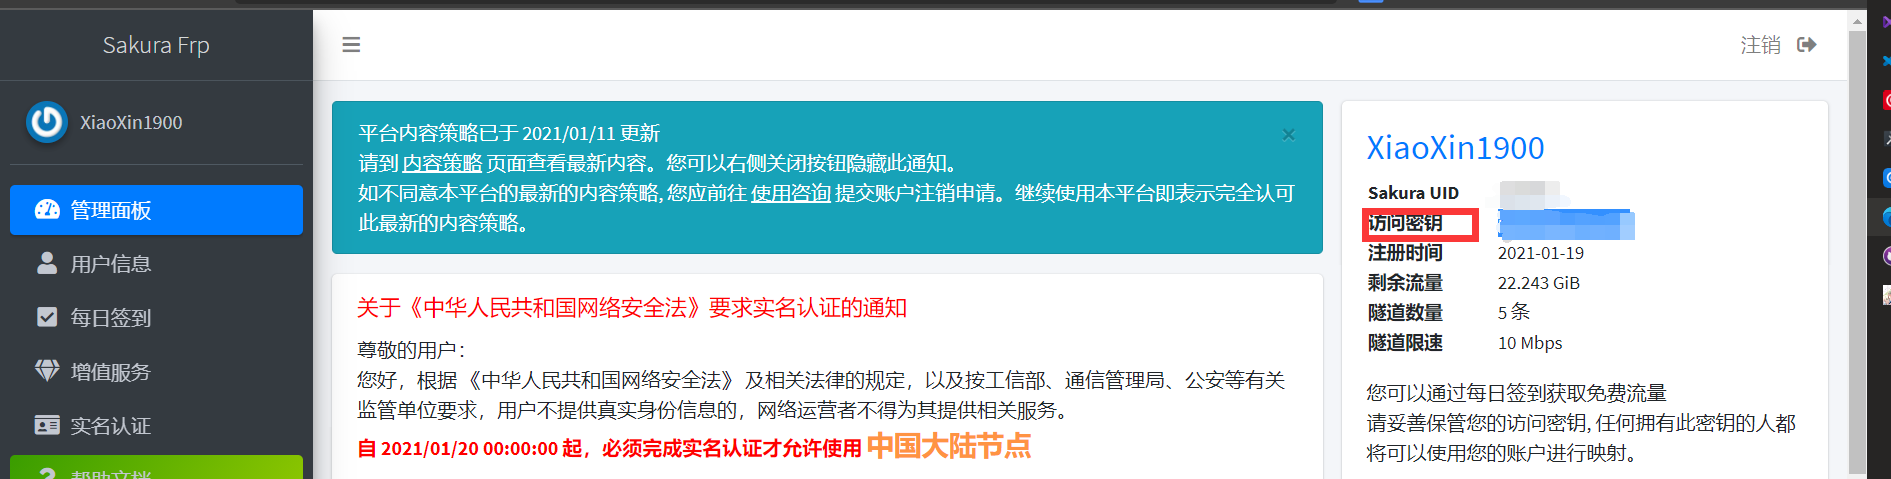 Sakura Frp
注销
XiaoXin1900
管理面板
用户信息
每日签到
增值服务
实名认证
帮助文档
平台内容策略已于 2021/01/11 更新
×
请到 内容策略 页面查看最新内容。您可以右侧关闭按钮隐藏此通知。
如不同意本平台的最新的内容策略, 您应前往 使用咨询 提交账户注销申请。继续使用本平台即表示完全认可
此最新的内容策略。
关于《中华人民共和国网络安全法》要求实名认证的通知
尊敬的用户：
您好，根据 《中华人民共和国网络安全法》 及相关法律的规定，以及按工信部、通信管理局、公安等有关
监管单位要求，用户不提供真实身份信息的，网络运营者不得为其提供相关服务。
自 2021/01/20 00:00:00 起，必须完成实名认证才允许使用 中国大陆节点
XiaoXin1900
Sakura UID
访问密钥
注册时间 2021-01-19
剩余流量 22.243 GiB
隧道数量 5 条
隧道限速 10 Mbps
您可以通过每日签到获取免费流量
请妥善保管您的访问密钥, 任何拥有此密钥的人都
将可以使用您的账户进行映射。